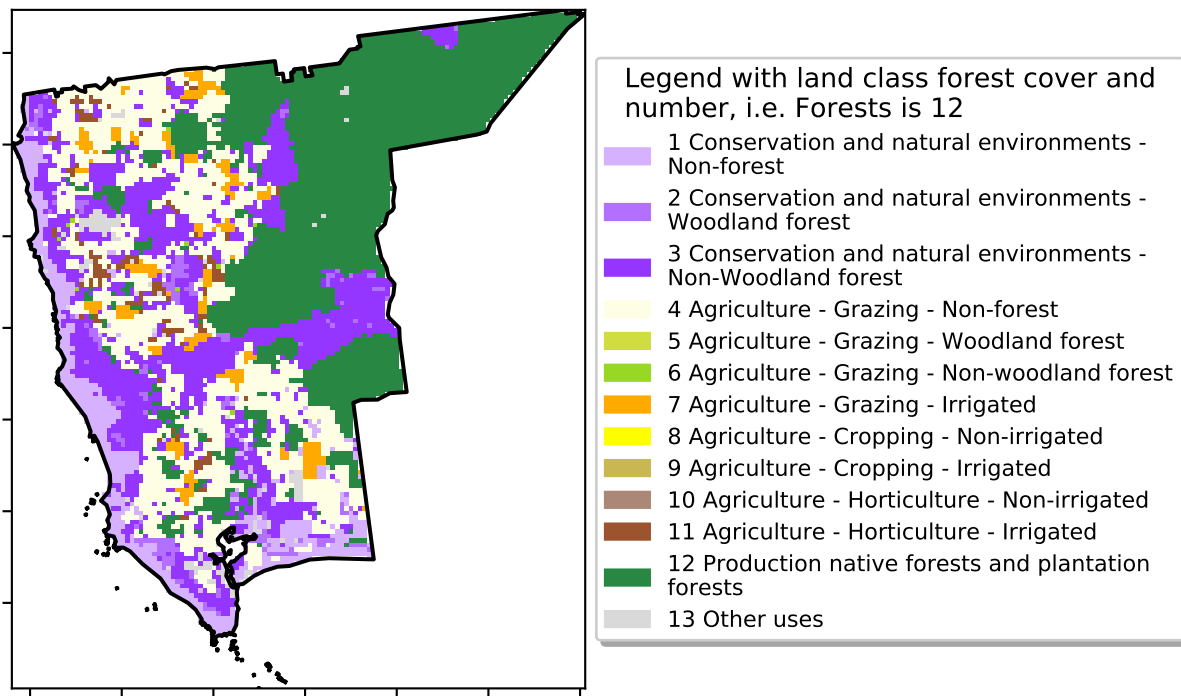 Legend with land class forest cover and
number, i.e. Forests is 12
1 Conservation and natural environments -
Non-forest
2 Conservation and natural environments -
Woodland forest
3 Conservation and natural environments -
Non-Woodland forest
4 Agriculture - Grazing - Non-forest
5 Agriculture - Grazing - Woodland forest
6 Agriculture - Grazing - Non-woodland forest
7 Agriculture - Grazing - Irrigated
8 Agriculture - Cropping - Non-irrigated
9 Agriculture - Cropping - Irrigated
10 Agriculture - Horticulture - Non-irrigated
11 Agriculture - Horticulture - Irrigated
12 Production native forests and plantation
forests
13 Other uses